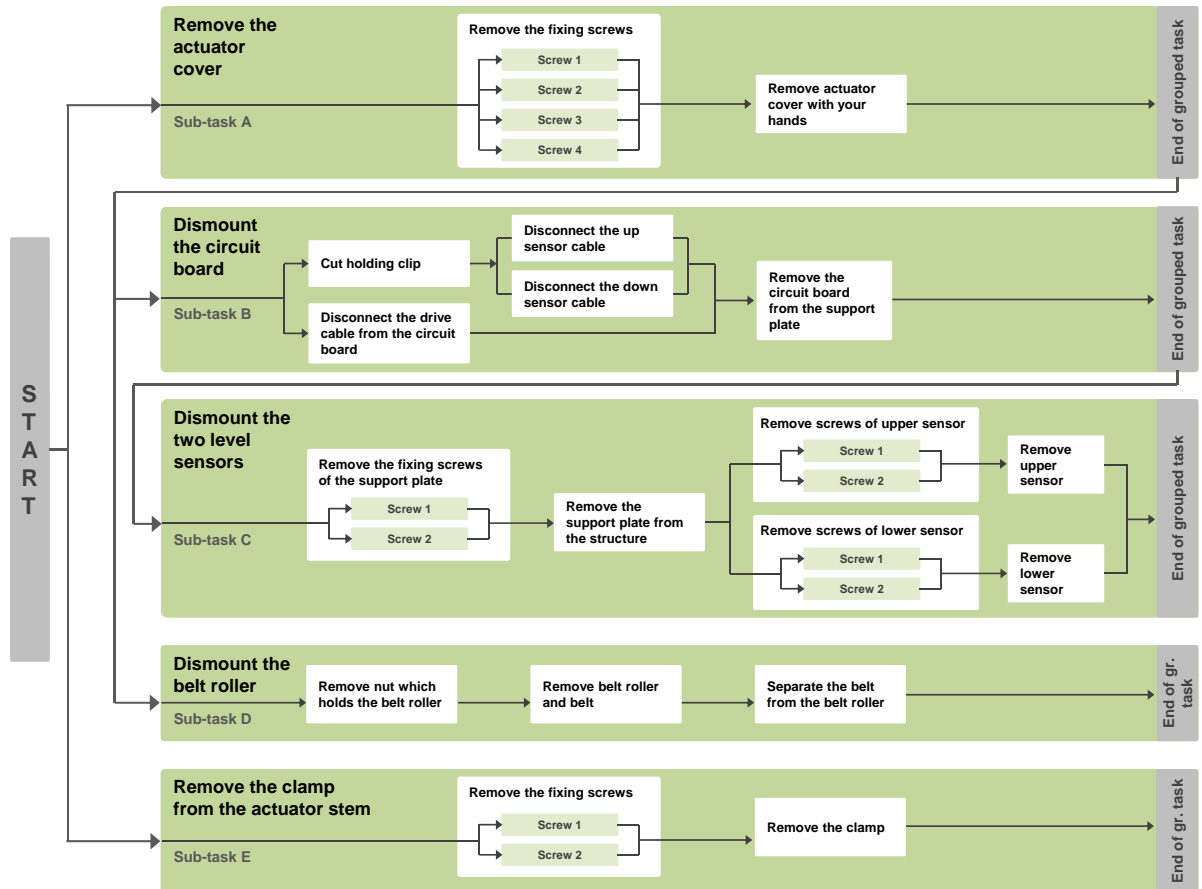 START
Remove the
actuator
cover
Sub-task A
Remove the fixing screws
Screw 1
Screw 2
Screw 3
Screw 4
Remove actuator
cover with your
hands
End of grouped task
Dismount
the circuit
board
Sub-task B
Cut holding clip
Disconnect the drive
cable from the circuit
board
Disconnect the up
sensor cable
Disconnect the down
sensor cable
Remove the
circuit board
from the support
plate
End of grouped task
Dismount the
two level
sensors
Sub-task C
Remove the fixing screws
of the support plate
Screw 1
Screw 2
Remove the
support plate from
the structure
Remove screws of upper sensor
Screw 1
Screw 2
Remove
upper
sensor
Remove screws of lower sensor
Screw 1
Screw 2
Remove
lower
sensor
End of grouped task
Dismount the
belt roller
Sub-task D
Remove nut which
holds the belt roller
Remove belt roller
and belt
Separate the belt
from the belt roller
End of gr.
task
Remove the clamp
from the actuator stem
Sub-task E
Remove the fixing screws
Screw 1
Screw 2
Remove the clamp
End of gr. task